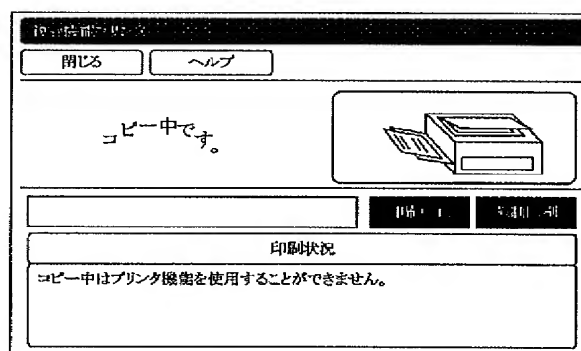 閉じる
ヘルプ
コピー中です。
印刷状況
コピー中はプリンタ機能を使用することができません。